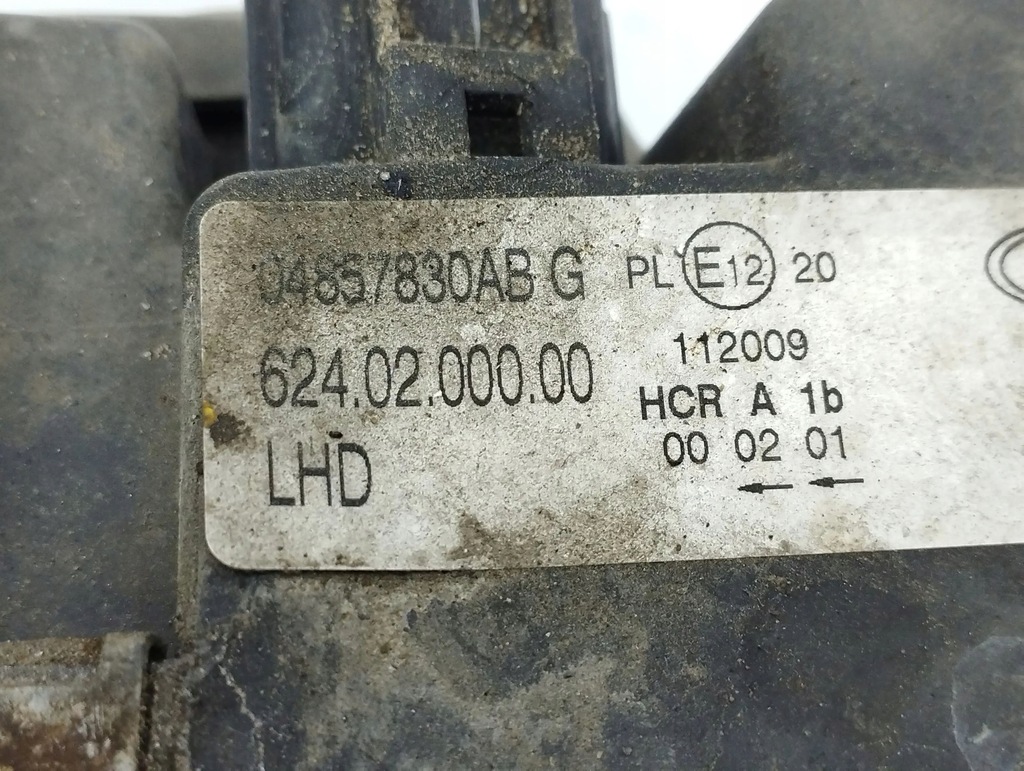 04857830AB G
624.02.000.00
LHD
PL E12 20
112009
HCR A 1b
00 02 01